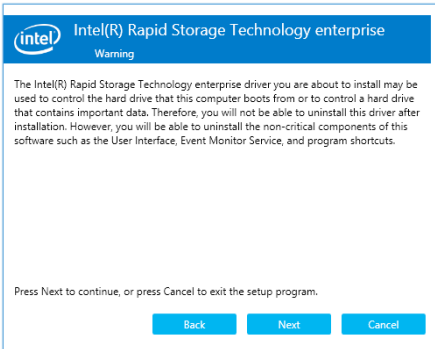 intel
Intel(R) Rapid Storage Technology enterprise
Warning
The Intel(R) Rapid Storage Technology enterprise driver you are about to install may be
used to control the hard drive that this computer boots from or to control a hard drive
that contains important data. Therefore, you will not be able to uninstall this driver after
installation. However, you will be able to uninstall the non-critical components of this
software such as the User Interface, Event Monitor Service, and program shortcuts.
Press Next to continue, or press Cancel to exit the setup program.
Back Next Cancel